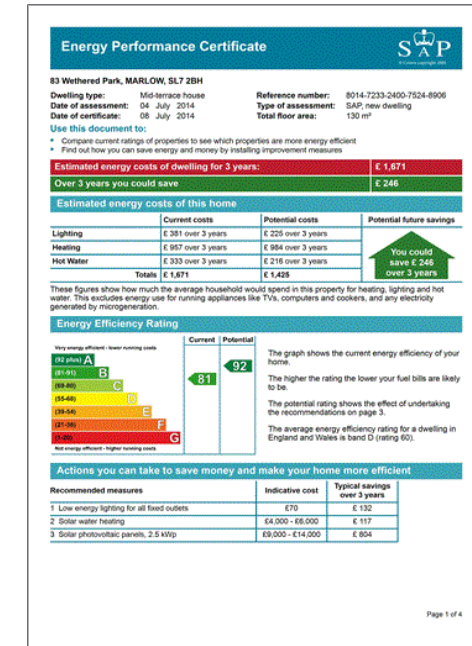 Energy Performance Certificate
SAP
83 Wethered Park, MARLOW, SL7 2BH
Dwelling type: Mid-terrace house Reference number: 8014-7233-2400-7524-8906
Date of assessment: 04 July 2014 Type of assessment: SAP, new dwelling
Date of certificate: 08 July 2014 Total floor area: 130 m²
Use this document to:
• Compare current ratings of properties to see which properties are more energy efficient
• Find out how you can save energy and money by installing improvement measures
Estimated energy costs of dwelling for 3 years: £ 1,671
Over 3 years you could save £ 246
Estimated energy costs of this home
Current costs Potential costs Potential future savings
Lighting £ 381 over 3 years £ 225 over 3 years
Heating £ 957 over 3 years £ 984 over 3 years
Hot Water £ 333 over 3 years £ 216 over 3 years
Totals £ 1,671 £ 1,425
You could
save £ 246
over 3 years
These figures show how much the average household would spend in this property for heating, lighting and hot
water. This excludes energy use for running appliances like TVs, computers and cookers, and any electricity
generated by microgeneration.
Energy Efficiency Rating
Current Potential
Very energy efficient - lower running costs
(92 plus) A
(81-91) B
(69-80) C
(55-68) D
(39-54) E
(21-38) F
(1-20) G
Not energy efficient - higher running costs
81
92
The graph shows the current energy efficiency of your
home.
The higher the rating the lower your fuel bills are likely
to be.
The potential rating shows the effect of undertaking
the recommendations on page 3.
The average energy efficiency rating for a dwelling in
England and Wales is band D (rating 60).
Actions you can take to save money and make your home more efficient
Recommended measures Indicative cost Typical savings
over 3 years
1 Low energy lighting for all fixed outlets £70 £ 132
2 Solar water heating £4,000 - £6,000 £ 117
3 Solar photovoltaic panels, 2.5 kWp £9,000 - £14,000 £ 804
Page 1 of 4